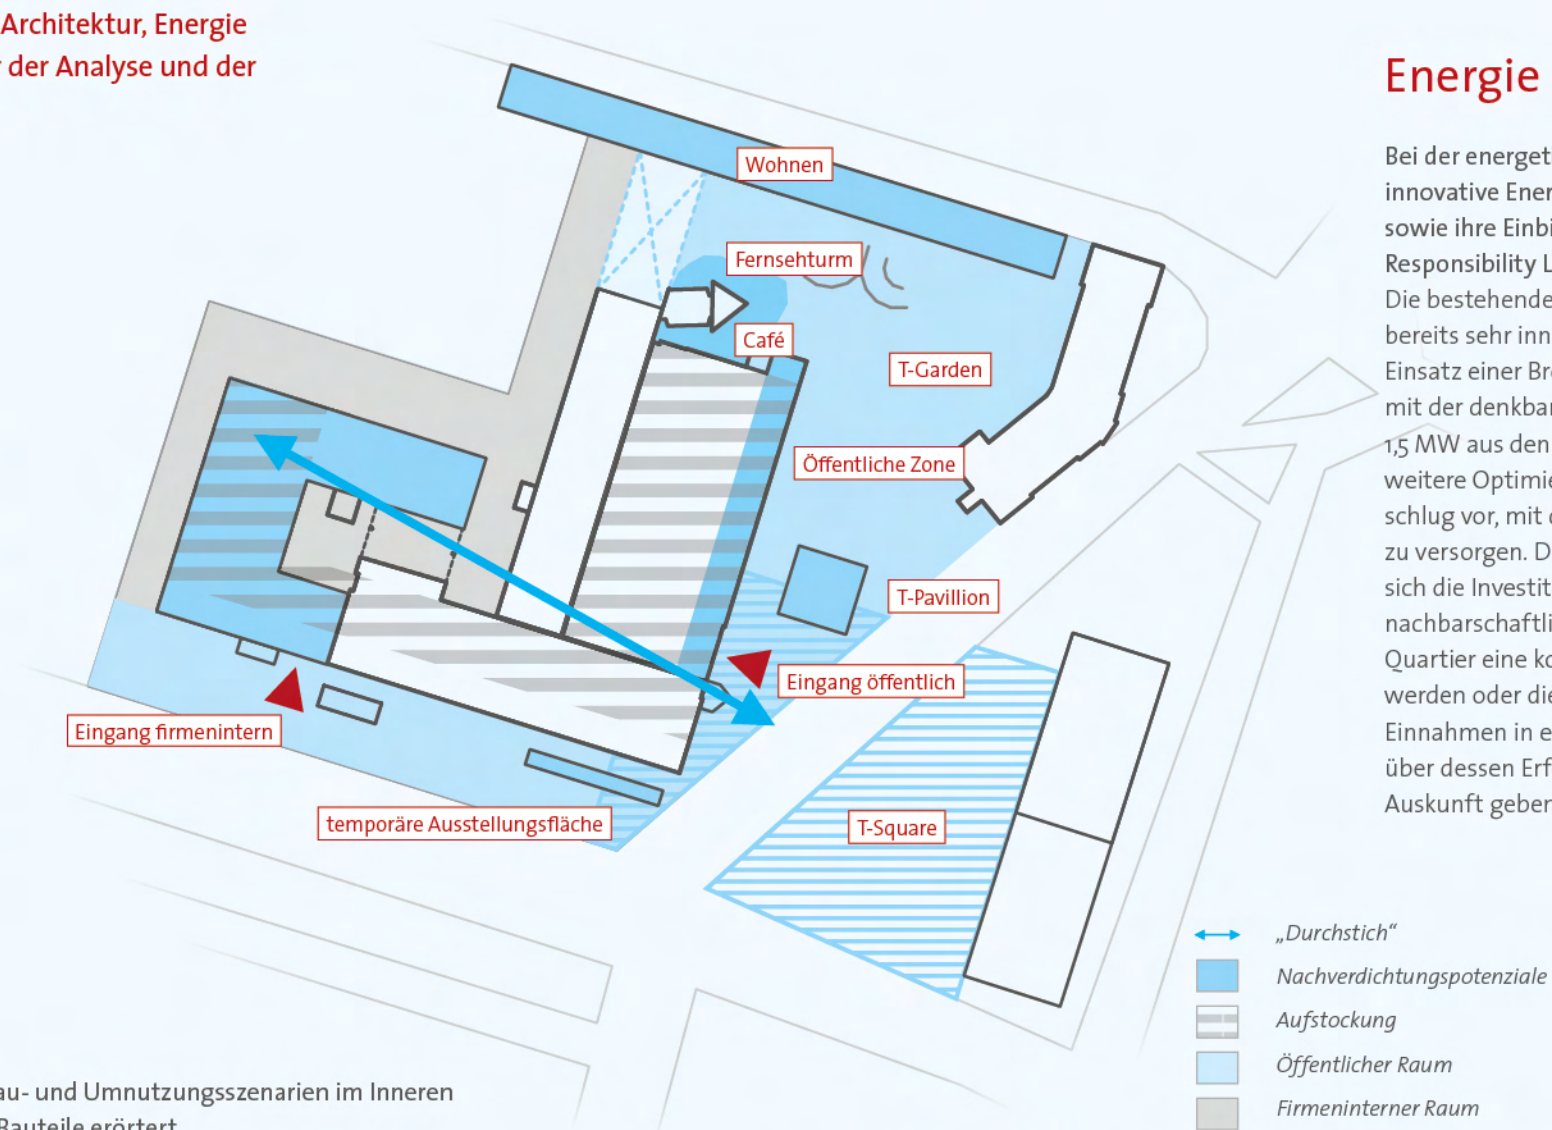 Architektur, Energie
der Analyse und der
Wohnen
Fernsehturm
Café
T-Garden
Öffentliche Zone
T-Pavillion
Eingang öffentlich
Eingang firmenintern
temporäre Ausstellungsfläche
T-Square
Energie
Bei der energet
innovative Ener
sowie ihre Einbi
Responsibility L
Die bestehende
bereits sehr inn
Einsatz einer Br
mit der denkbar
1,5 MW aus den
weitere Optimie
schlug vor, mit
zu versorgen. D
sich die Investit
nachbarschaftli
Quartier eine ko
werden oder die
Einnahmen in e
über dessen Erf
Auskunft geben
„Durchstich“
Nachverdichtungspotenziale
Aufstockung
Öffentlicher Raum
Firmeninterner Raum
au- und Umnutzungsszenarien im Inneren
Bauteile erörtert